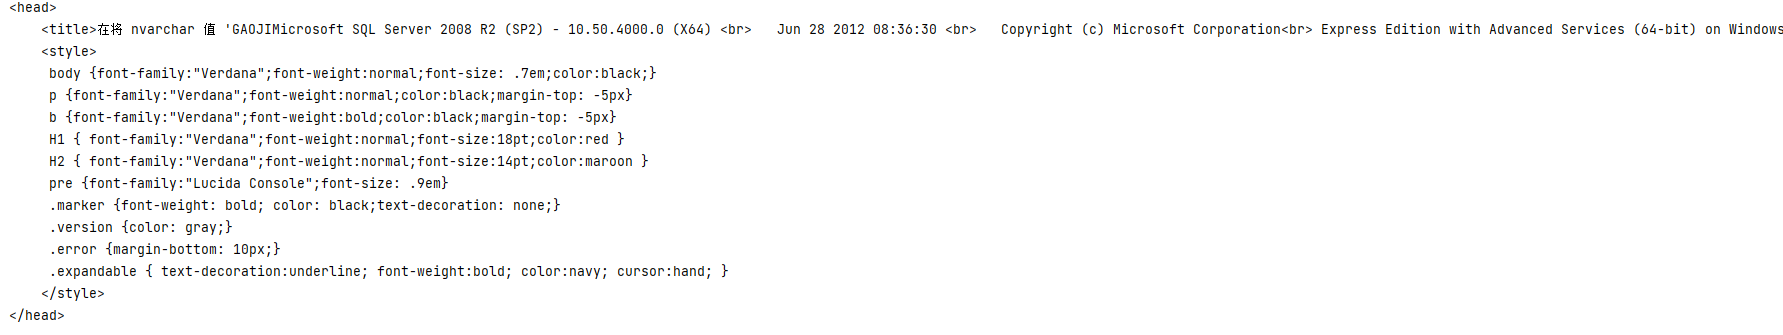 <head>
<title>在将 nvarchar 值 'GAOJIMicrosoft SQL Server 2008 R2 (SP2) - 10.50.4000.0 (X64) <br>   Jun 28 2012 08:36:30 <br>   Copyright (c) Microsoft Corporation<br> Express Edition with Advanced Services (64-bit) on Windows
<style>
body {font-family:"Verdana";font-weight:normal;font-size: .7em;color:black;}
p {font-family:"Verdana";font-weight:normal;color:black;margin-top: -5px}
b {font-family:"Verdana";font-weight:bold;color:black;margin-top: -5px}
H1 { font-family:"Verdana";font-weight:normal;font-size:18pt;color:red }
H2 { font-family:"Verdana";font-weight:normal;font-size:14pt;color:maroon }
pre {font-family:"Lucida Console";font-size: .9em}
.marker {font-weight: bold; color: black;text-decoration: none;}
.version {color: gray;}
.error {margin-bottom: 10px;}
.expandable { text-decoration:underline; font-weight:bold; color:navy; cursor:hand; }
</style>
</head>